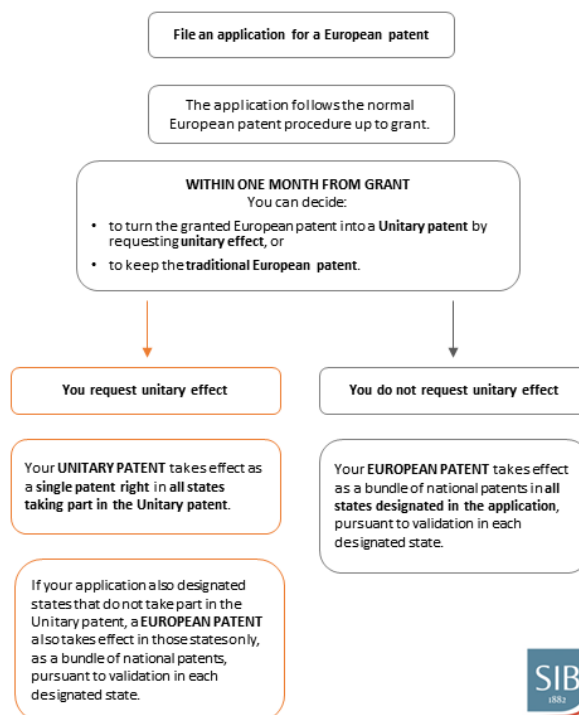 File an application for a European patent
The application follows the normal
European patent procedure up to grant.
WITHIN ONE MONTH FROM GRANT
You can decide:
• to turn the granted European patent into a Unitary patent by
requesting unitary effect, or
• to keep the traditional European patent.
You request unitary effect
You do not request unitary effect
Your UNITARY PATENT takes effect as
a single patent right in all states
taking part in the Unitary patent.
Your EUROPEAN PATENT takes effect
as a bundle of national patents in all
states designated in the application,
pursuant to validation in each
designated state.
If your application also designated
states that do not take part in the
Unitary patent, a EUROPEAN PATENT
also takes effect in those states only,
as a bundle of national patents,
pursuant to validation in each
designated state.
SIB
1882